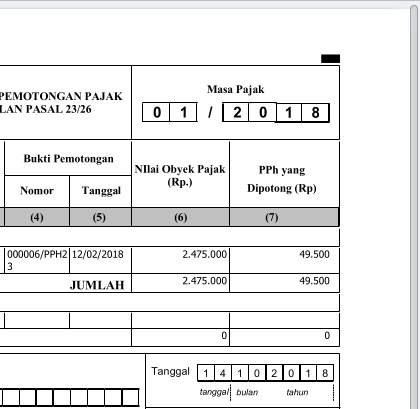 PEMOTONGAN PAJAK
LAN PASAL 23/26
Masa Pajak
0 1 / 2 0 1 8
Bukti Pemotongan
NIlai Obyek Pajak
(Rp.)
PPh yang
Dipotong (Rp)
Nomor Tanggal
(4) (5) (6) (7)
000006/PPH2 12/02/2018 2.475.000 49.500
3
JUMLAH 2.475.000 49.500
0 0
Tanggal 1 4 1 0 2 0 1 8
tanggal bulan tahun